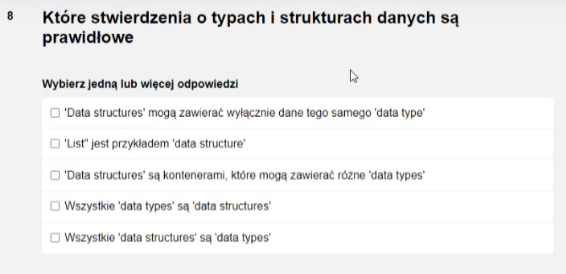 8
Które stwierdzenia o typach i strukturach danych są
prawidłowe
Wybierz jedną lub więcej odpowiedzi
'Data structures' mogą zawierać wyłącznie dane tego samego 'data type'
'List" jest przykładem 'data structure'
'Data structures' są kontenerami, które mogą zawierać różne 'data types'
Wszystkie 'data types' są 'data structures'
Wszystkie 'data structures' są 'data types'